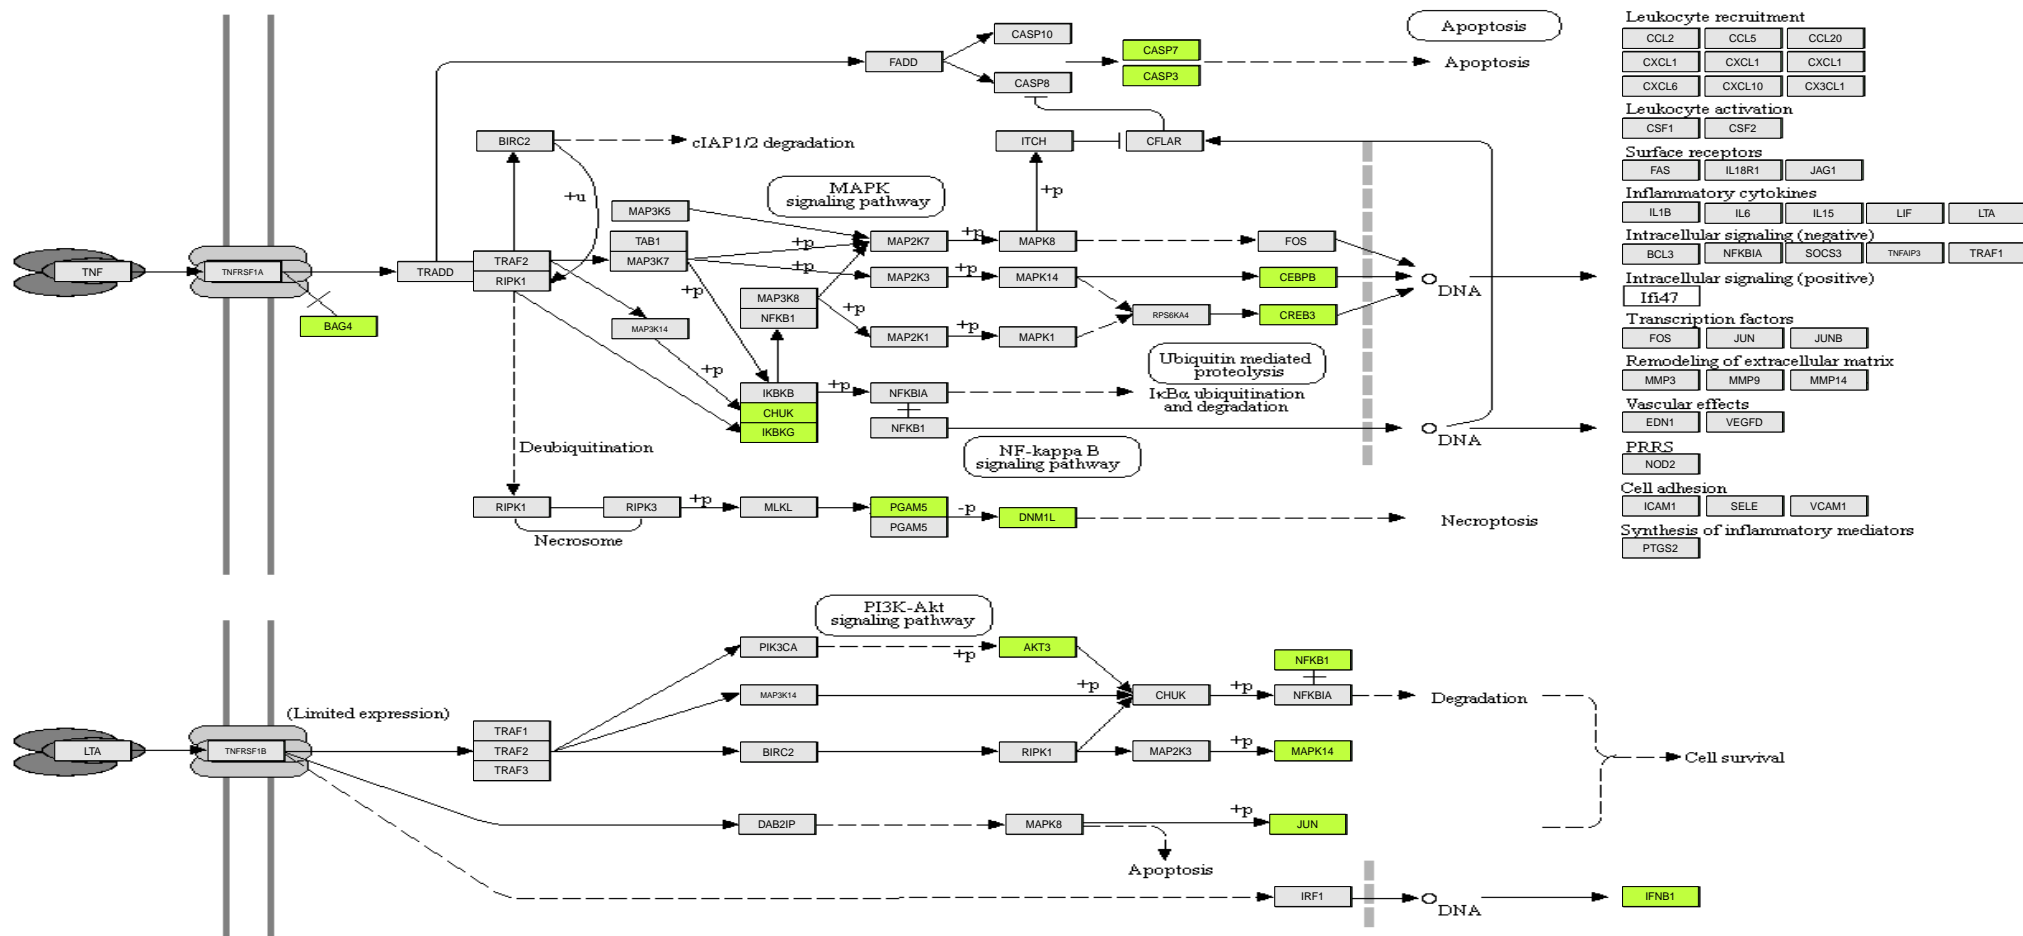 Leukocyte recruitment
CCL2 CCL5 CCL20
CXCL1 CXCL1 CXCL1
CXCL6 CXCL10 CX3CL1
Leukocyte activation
CSF1 CSF2
Surface receptors
FAS IL18R1 JAG1
Inflammatory cytokines
IL1B IL6 IL15 LIF LTA
Intracellular signaling (negative)
BCL3 NFKBIA SOCS3 TNFAIP3 TRAF1
Intracellular signaling (positive)
Ifi47
Transcription factors
FOS JUN JUNB
Remodeling of extracellular matrix
MMP3 MMP9 MMP14
Vascular effects
EDN1 VEGFD
PRRS
NOD2
Cell adhesion
ICAM1 SELE VCAM1
Synthesis of inflammatory mediators
PTGS2
Apoptosis
CASP10
FADD
CASP8
CASP7
CASP3
Apoptosis
BIRC2
cIAP1/2 degradation
ITCH
CFLAR
+u
+p
MAPK
signaling pathway
MAP3K5
TAB1
MAP3K7
+p
+p
+p
MAP2K7
+p
MAPK8
FOS
TNF
TNFRSF1A
TRADD
TRAF2
RIPK1
BAG4
MAP2K3
+p
MAPK14
CEBPB
DNA
MAP3K14
MAP3K8
NFKB1
+p
MAP2K1
+p
MAPK1
RPS6KA4
CREB3
Ubiquitin mediated
proteolysis
+p
IKBKB
CHUK
IKBKG
+p
NFKBIA
NFKB1
IκBα ubiquitination
and degradation
DNA
NF-kappa B
signaling pathway
Deubiquitination
RIPK1
RIPK3
+p
MLKL
PGAM5
PGAM5
-p
DNM1L
Necroptosis
Necrosome
PI3K-Akt
signaling pathway
PIK3CA
+p
AKT3
NFKB1
MAP3K14
+p
CHUK
+p
NFKBIA
Degradation
(Limited expression)
LTA
TNFRSF1B
TRAF1
TRAF2
TRAF3
BIRC2
RIPK1
MAP2K3
+p
MAPK14
Cell survival
DAB2IP
MAPK8
+p
JUN
Apoptosis
IRF1
DNA
IFNB1